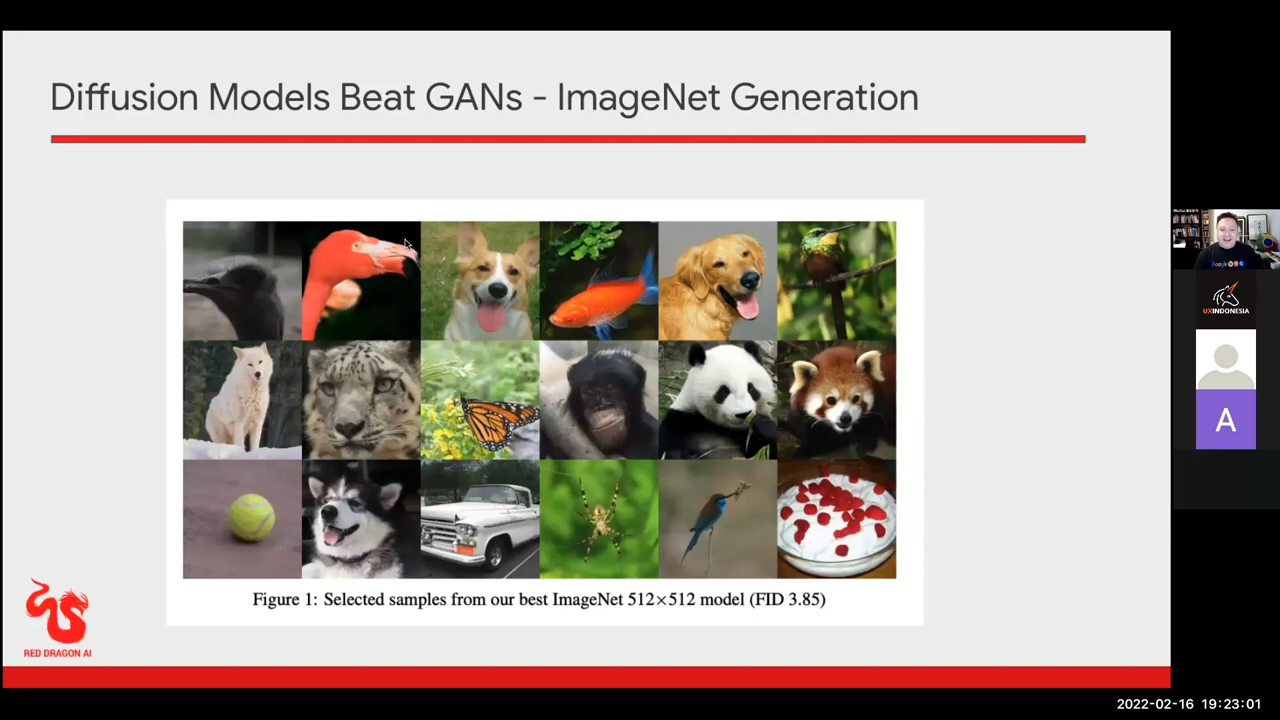 Diffusion Models Beat GANs - ImageNet Generation
UXINDONESIA
A
Figure 1: Selected samples from our best ImageNet 512×512 model (FID 3.85)
RED DRAGON AI
2022-02-16 19:23:01